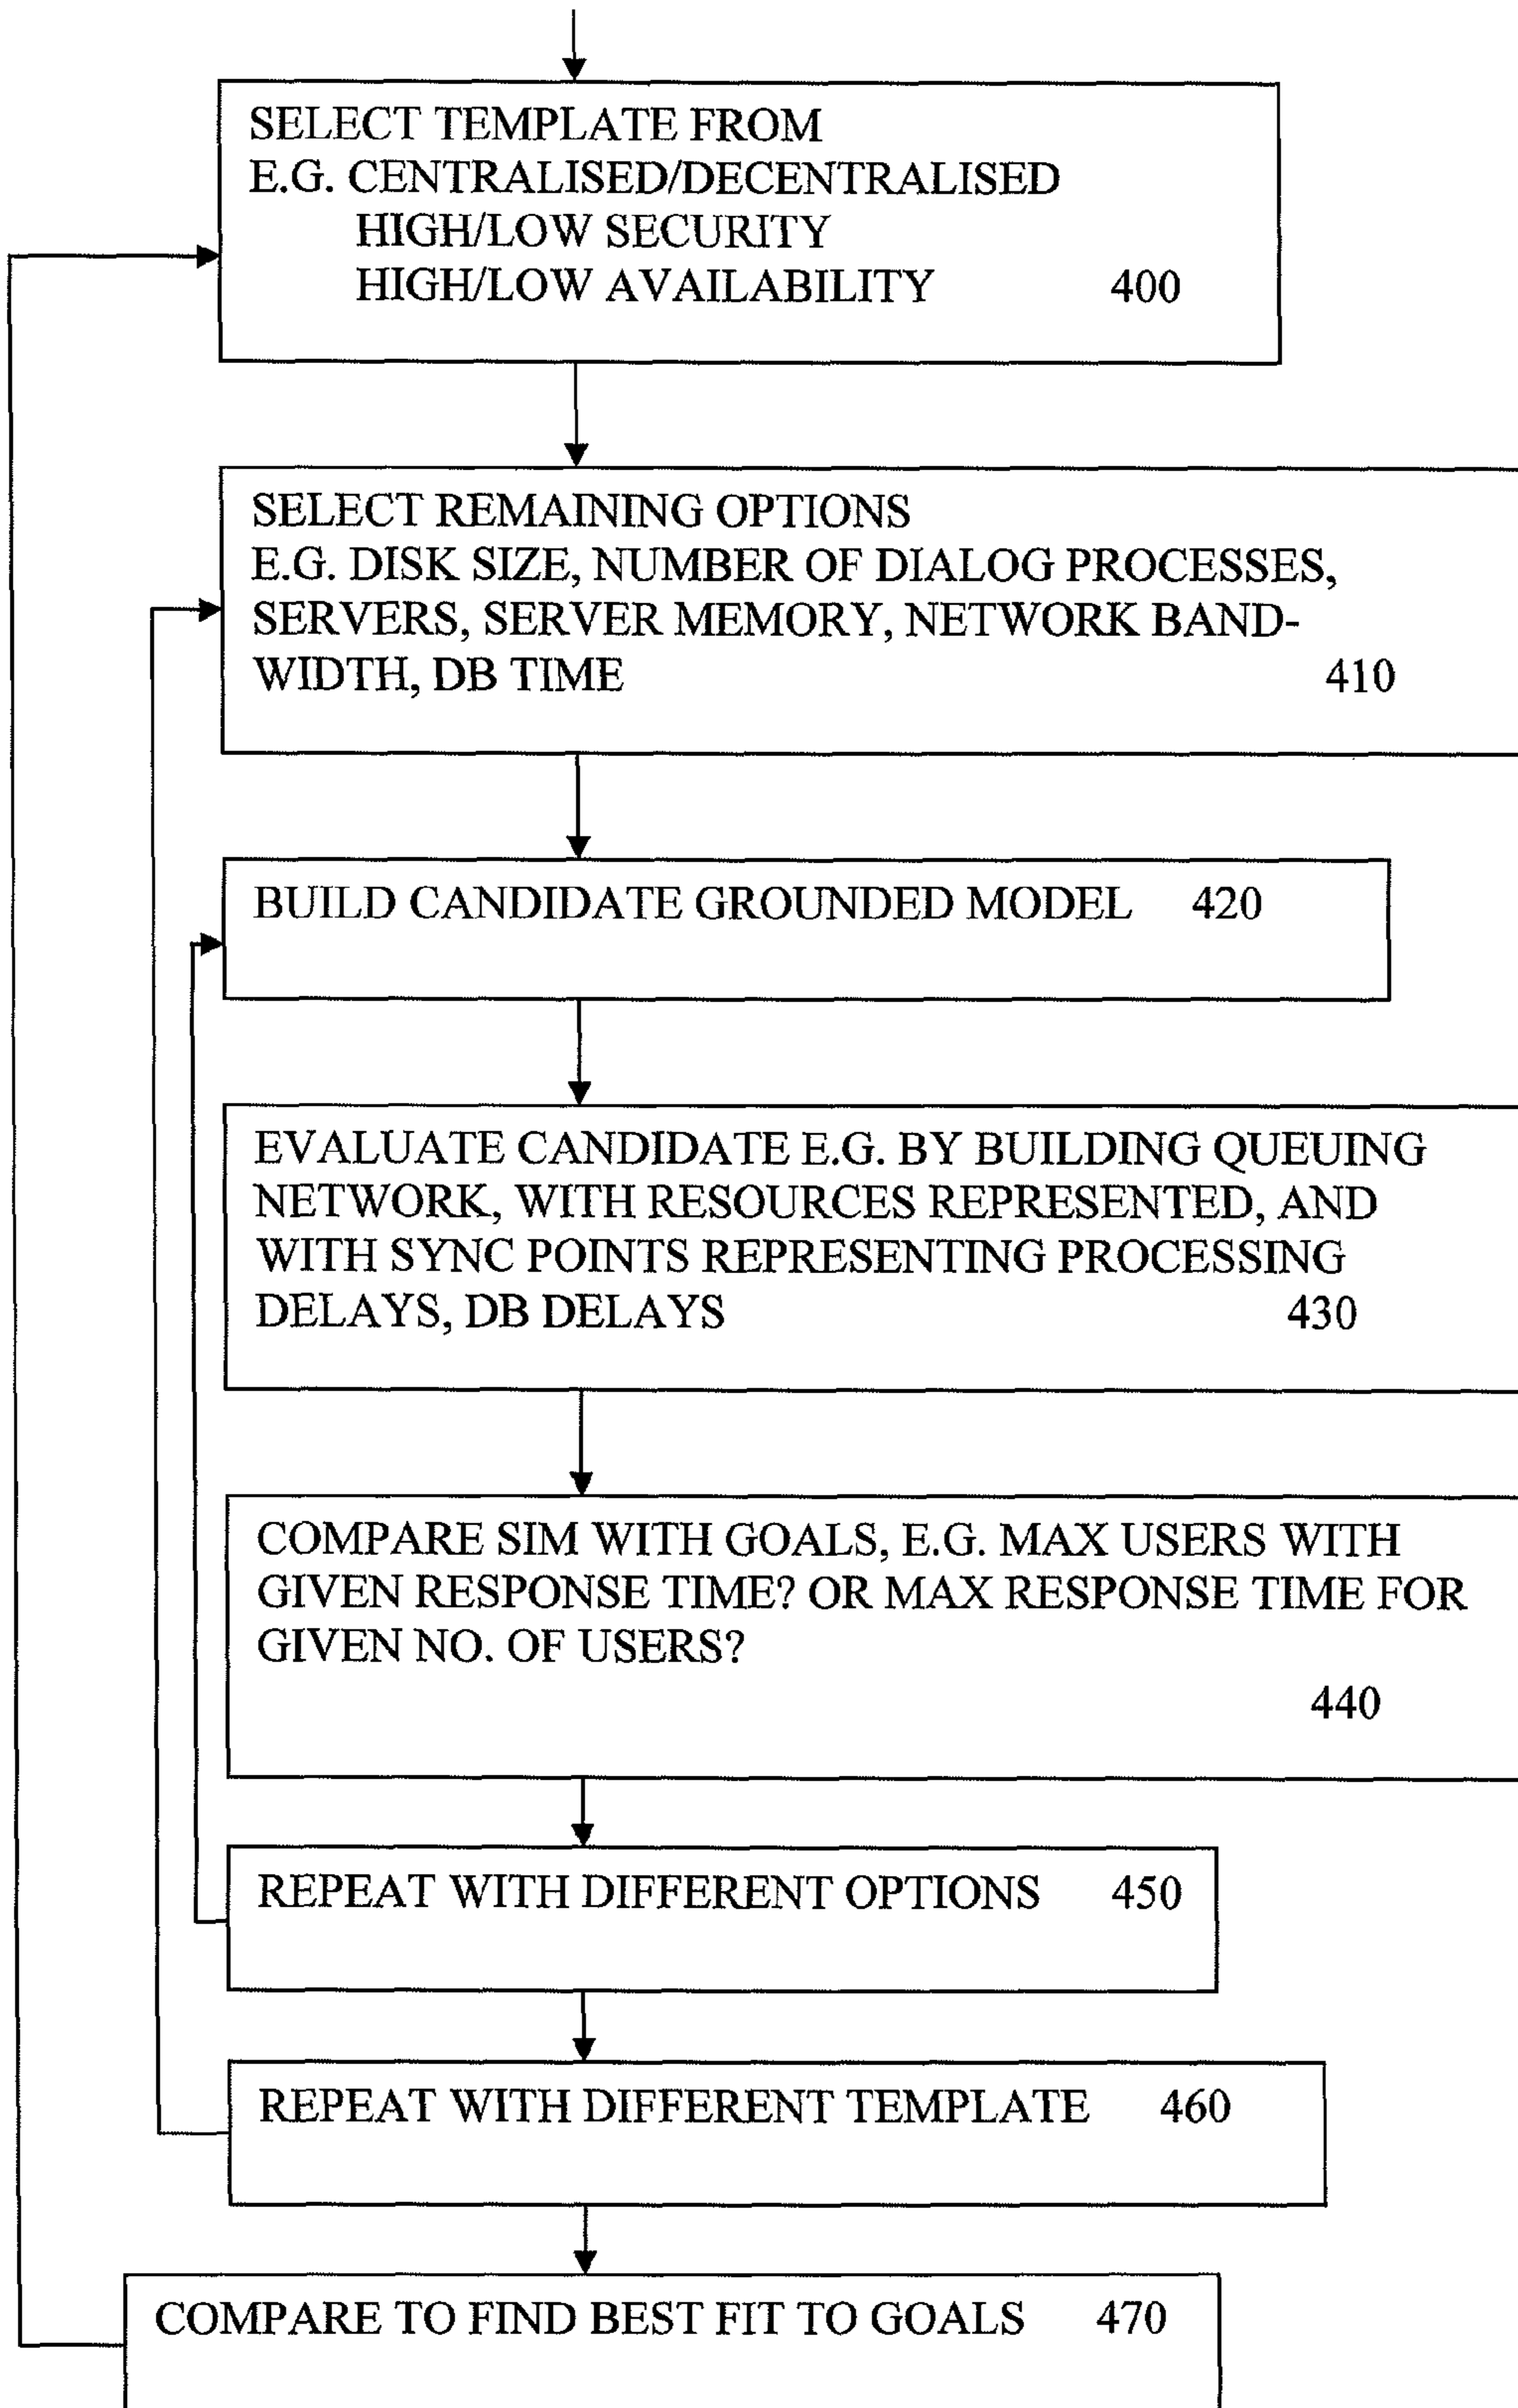 SELECT TEMPLATE FROM
E.G. CENTRALISED/DECENTRALISED
HIGH/LOW SECURITY
HIGH/LOW AVAILABILITY 400
SELECT REMAINING OPTIONS
E.G. DISK SIZE, NUMBER OF DIALOG PROCESSES,
SERVERS, SERVER MEMORY, NETWORK BAND-
WIDTH, DB TIME 410
BUILD CANDIDATE GROUNDED MODEL 420
EVALUATE CANDIDATE E.G. BY BUILDING QUEUING
NETWORK, WITH RESOURCES REPRESENTED, AND
WITH SYNC POINTS REPRESENTING PROCESSING
DELAYS, DB DELAYS 430
COMPARE SIM WITH GOALS, E.G. MAX USERS WITH
GIVEN RESPONSE TIME? OR MAX RESPONSE TIME FOR
GIVEN NO. OF USERS?
440
REPEAT WITH DIFFERENT OPTIONS 450
REPEAT WITH DIFFERENT TEMPLATE 460
COMPARE TO FIND BEST FIT TO GOALS 470